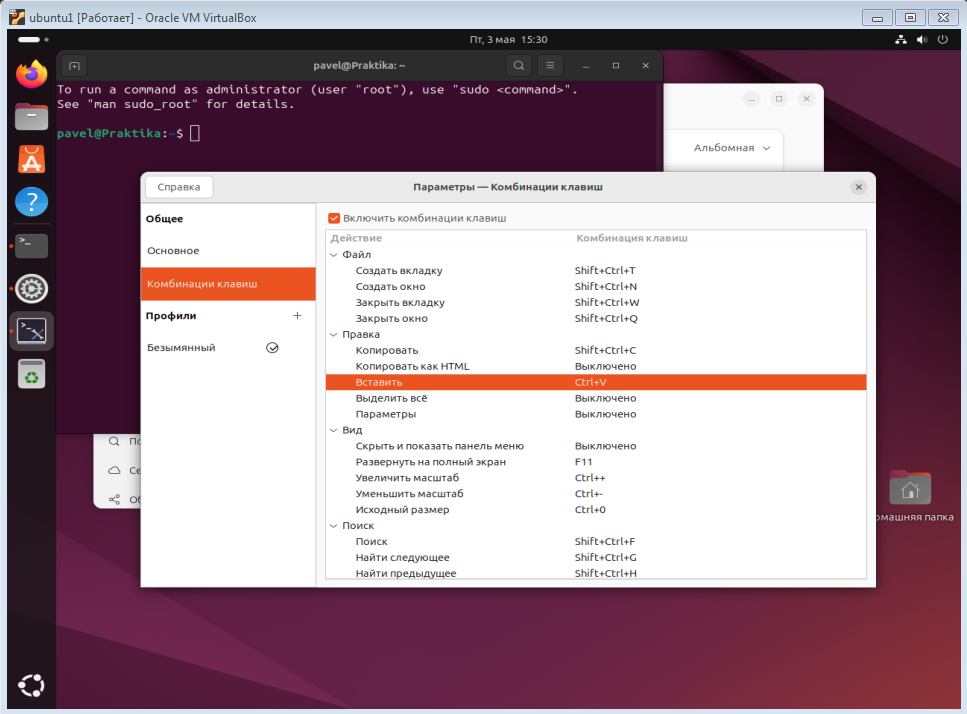 ubuntu1 [Работает] - Oracle VM VirtualBox
Пт, 3 мая 15:30
pavel@Praktika: ~
To run a command as administrator (user "root"), use "sudo <command>".
See "man sudo_root" for details.
pavel@Praktika:~$
Альбомная
Справка
Параметры — Комбинации клавиш
Общее
Основное
Комбинации клавиш
Профили
Безымянный
Включить комбинации клавиш
Действие Комбинация клавиш
Файл
Создать вкладку Shift+Ctrl+T
Создать окно Shift+Ctrl+N
Закрыть вкладку Shift+Ctrl+W
Закрыть окно Shift+Ctrl+Q
Правка
Копировать Shift+Ctrl+C
Копировать как HTML Выключено
Вставить Ctrl+V
Выделить всё Выключено
Параметры Выключено
Вид
Скрыть и показать панель меню Выключено
Развернуть на полный экран F11
Увеличить масштаб Ctrl++
Уменьшить масштаб Ctrl+-
Исходный размер Ctrl+0
Поиск
Поиск Shift+Ctrl+F
Найти следующее Shift+Ctrl+G
Найти предыдущее Shift+Ctrl+H
По
Се
Об
омашняя папка